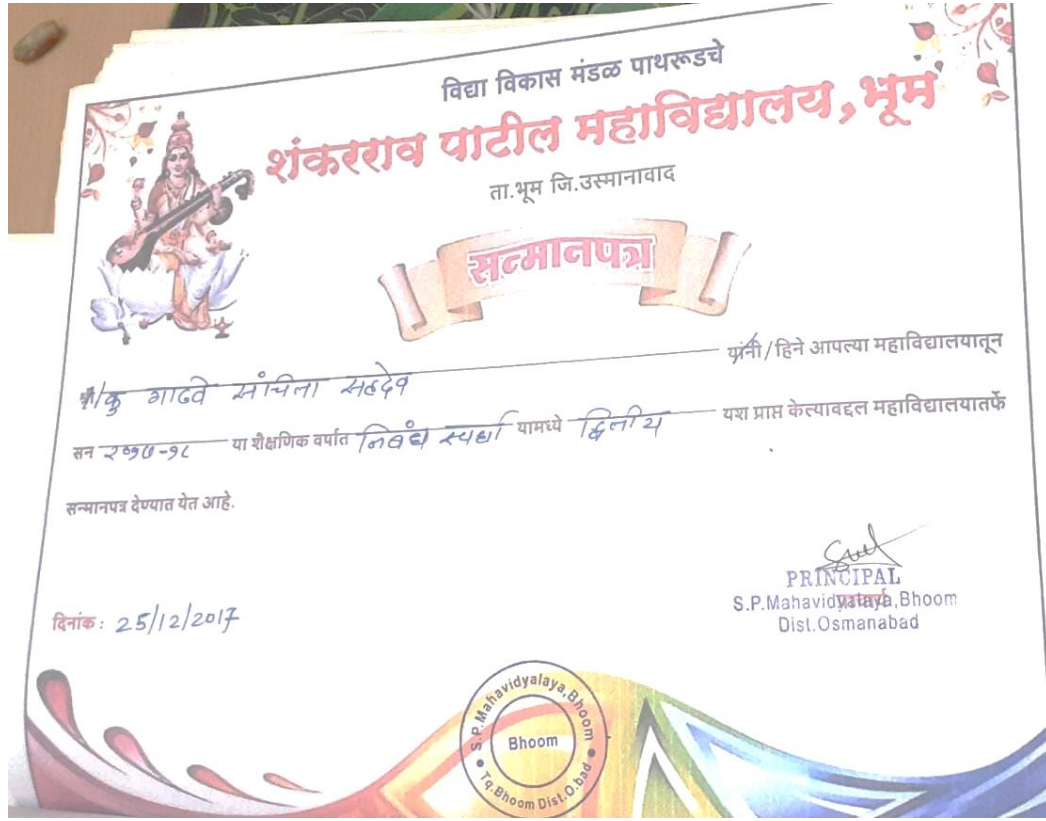 विद्या विकास मंडळ पाथरूडचे
शंकरराव पाटील महाविद्यालय, भूम
ता.भूम जि.उस्मानाबाद
सन्मानपत्र
श्री/कु गाढवे सांचिता सहदेव यांनी/हिने आपल्या महाविद्यालयातून
सन २०१७-१८ या शैक्षणिक वर्षात निबंध स्पर्धा यामध्ये द्वितीय यश प्राप्त केल्याबद्दल महाविद्यालयातर्फे
सन्मानपत्र देण्यात येत आहे.
PRINCIPAL
S.P.Mahavidyalaya,Bhoom
Dist.Osmanabad
दिनांक: 25/12/2017
S.P.Mahavidyalaya,Bhoom
Bhoom
Tq.Bhoom Dist.O.bad